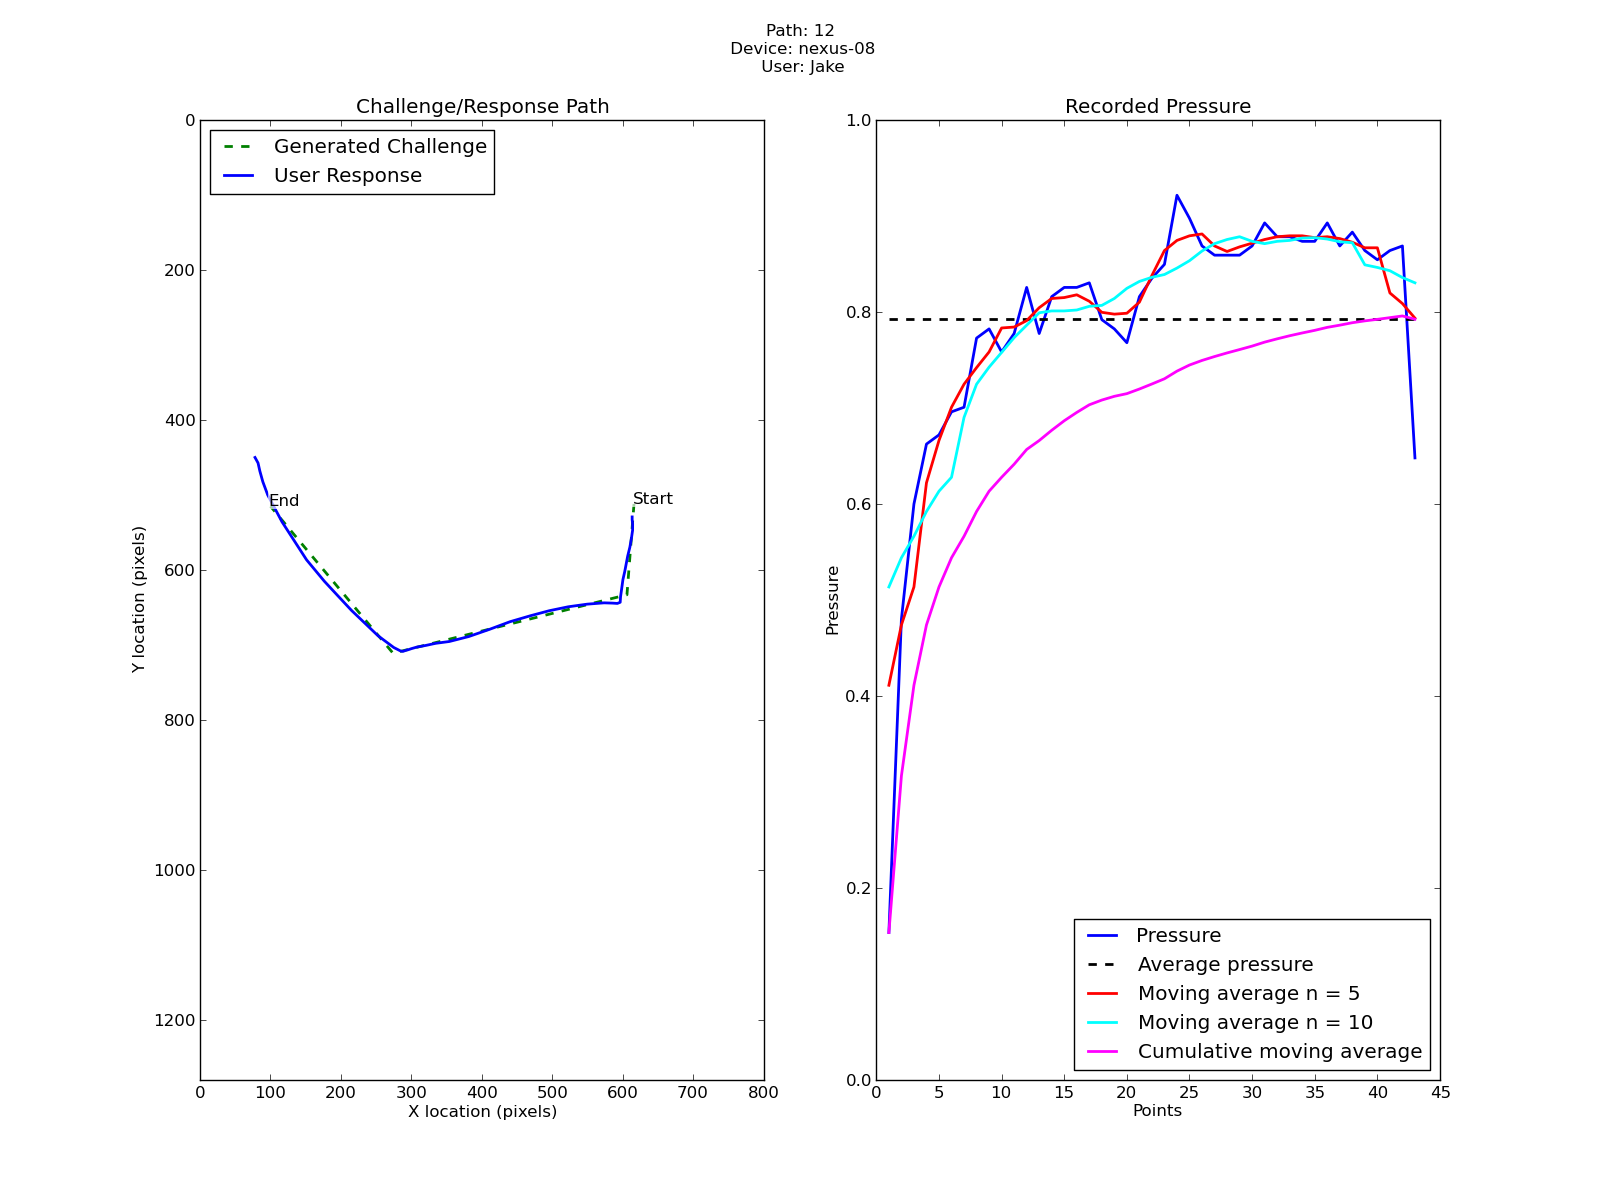 Path: 12
Device: nexus-08
User: Jake
Challenge/Response Path
Generated Challenge
User Response
0
200
400
600
800
1000
1200
Y location (pixels)
End
Start
0 100 200 300 400 500 600 700 800
X location (pixels)
Recorded Pressure
1.0
0.8
0.6
0.4
0.2
0.0
Pressure
Pressure
Average pressure
Moving average n = 5
Moving average n = 10
Cumulative moving average
0 5 10 15 20 25 30 35 40 45
Points